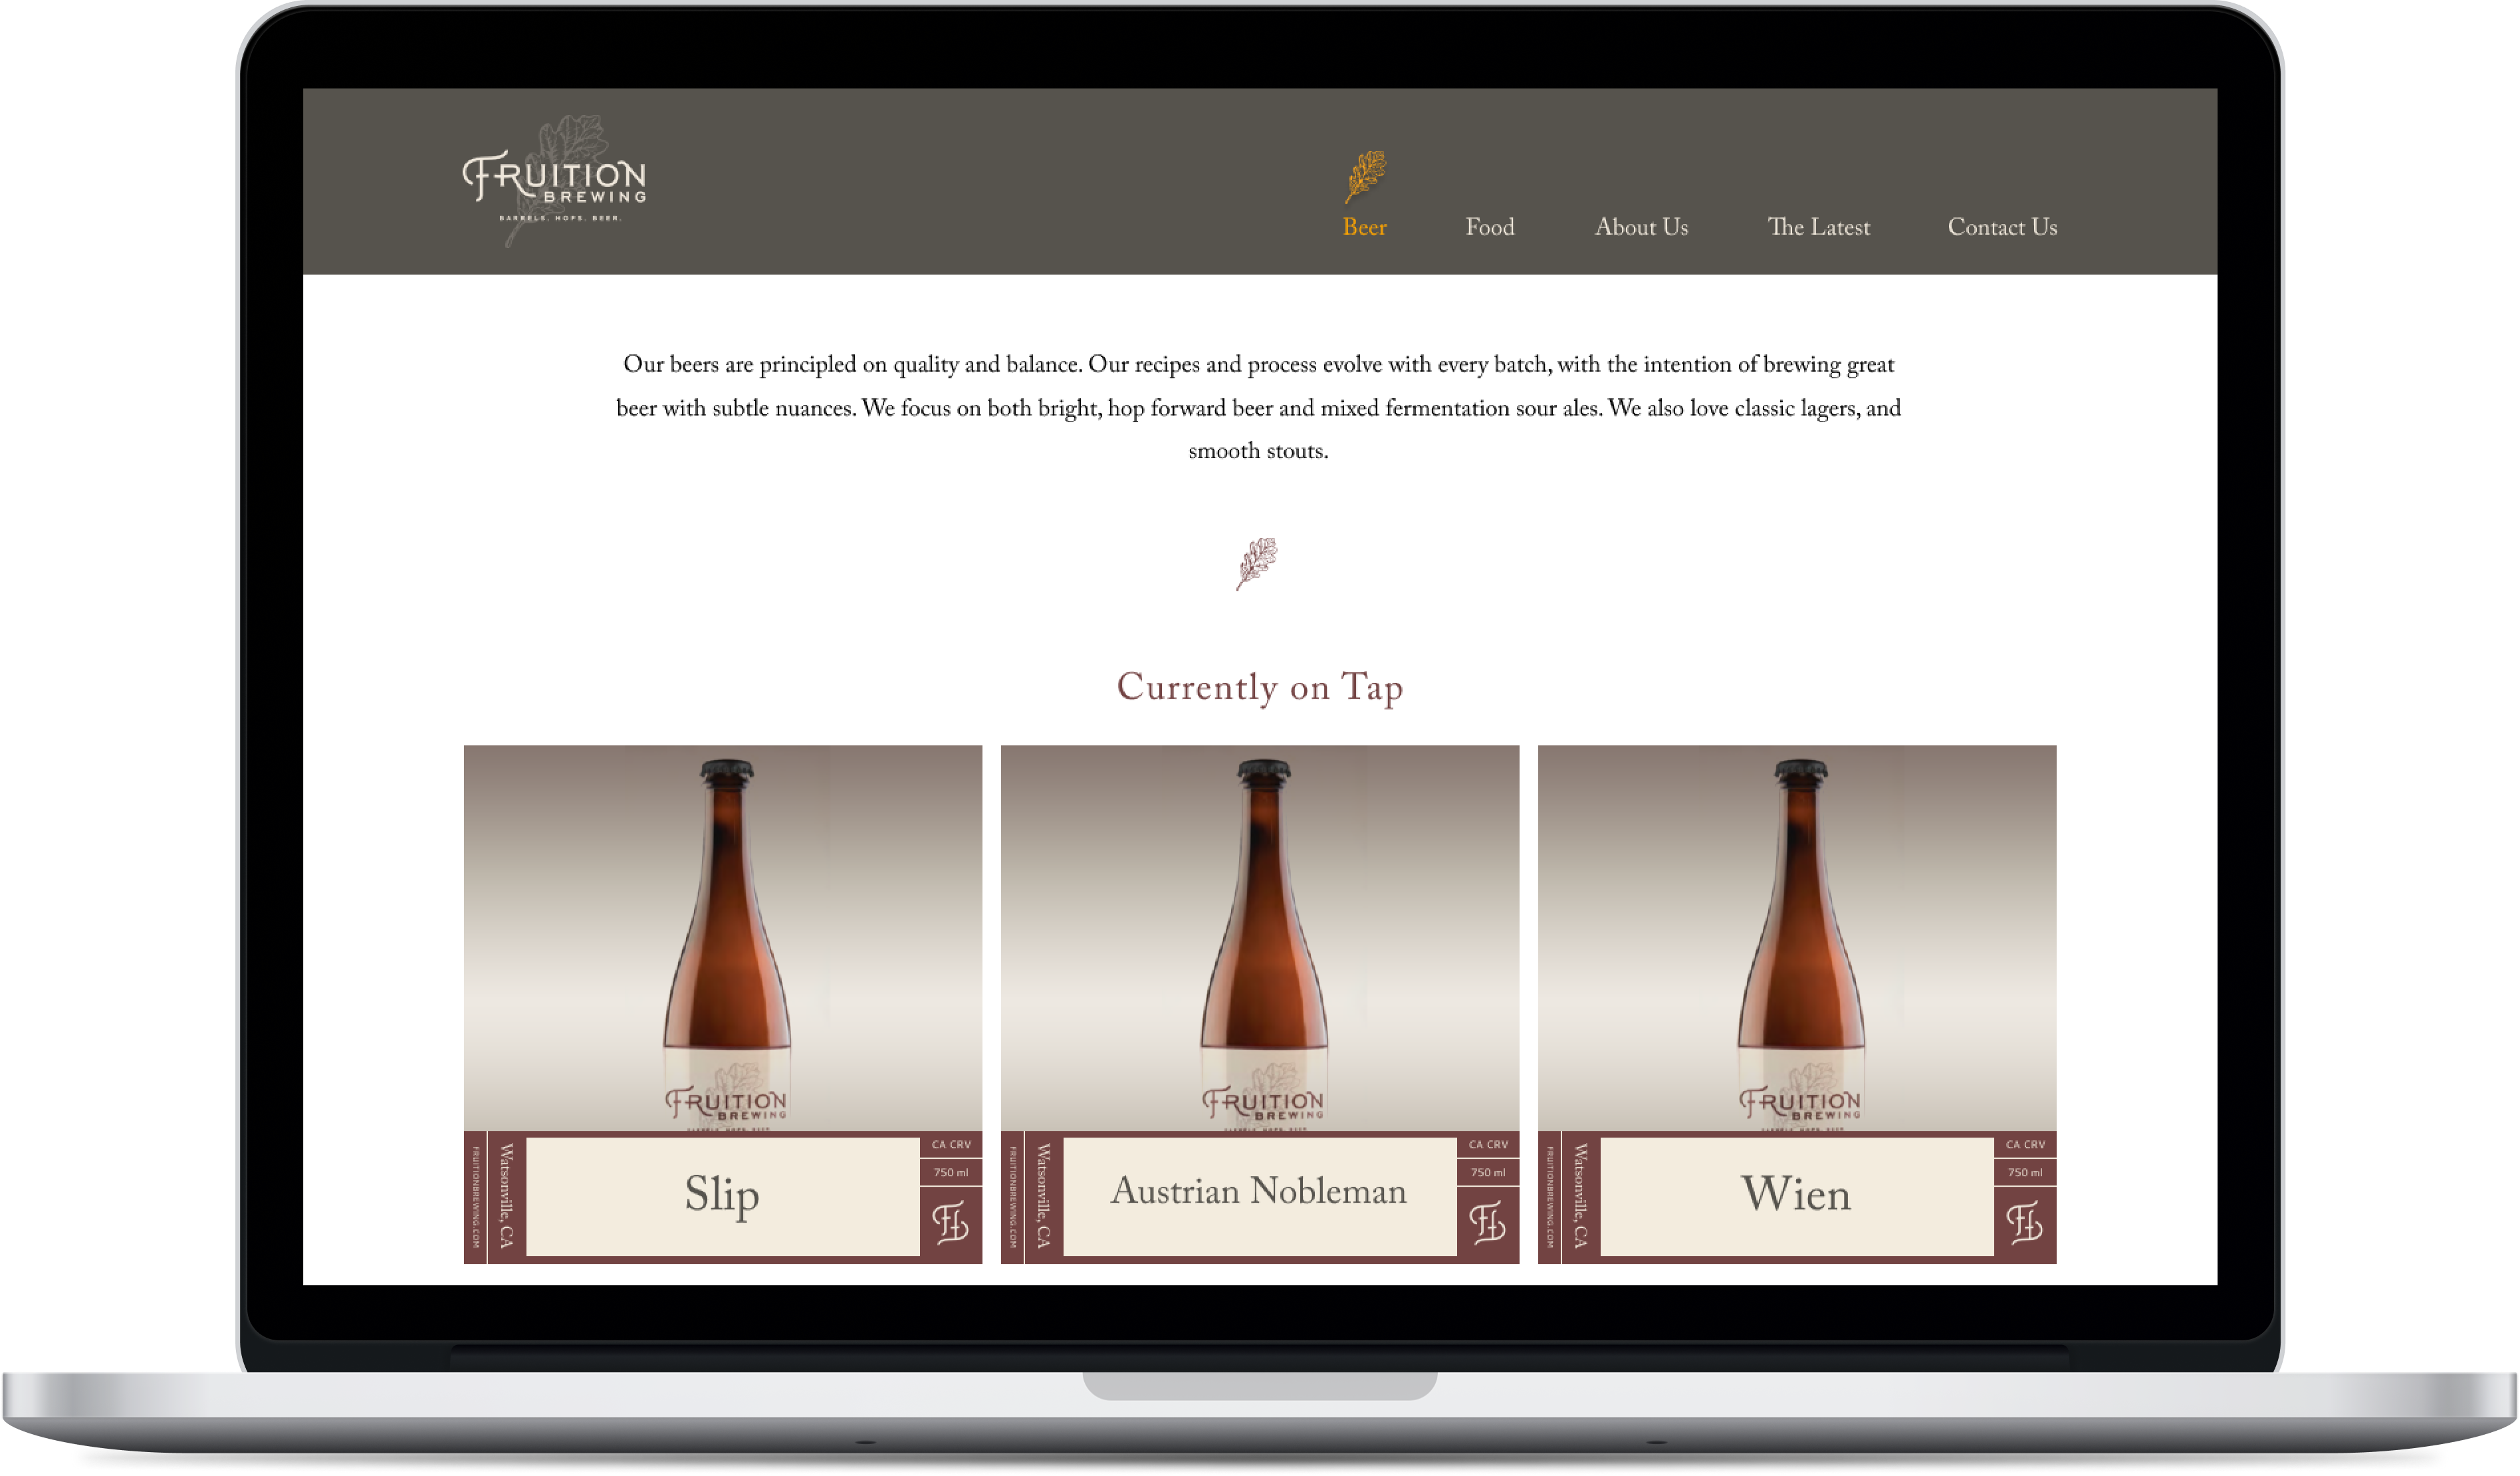 FRUITION
BREWING
BARRELS. HOPS. BEER.
Beer
Food
About Us
The Latest
Contact Us
Our beers are principled on quality and balance. Our recipes and process evolve with every batch, with the intention of brewing great
beer with subtle nuances. We focus on both bright, hop forward beer and mixed fermentation sour ales. We also love classic lagers, and
smooth stouts.
Currently on Tap
FRUITION
BREWING
FRUITIONBREWING.COM
Watsonville, CA
Slip
CA CRV
750 ml
FRUITION
BREWING
FRUITIONBREWING.COM
Watsonville, CA
Austrian Nobleman
CA CRV
750 ml
FRUITION
BREWING
FRUITIONBREWING.COM
Watsonville, CA
Wien
CA CRV
750 ml